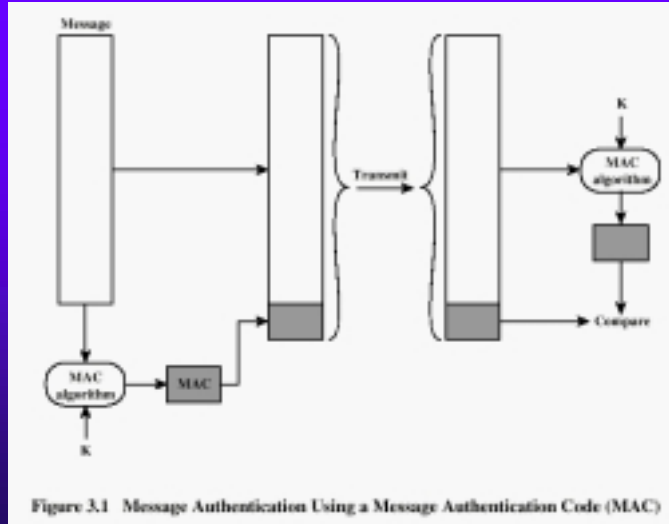 Message
K
MAC
algorithm
Transmit
Compare
MAC
algorithm
MAC
K
Figure 3.1 Message Authentication Using a Message Authentication Code (MAC)